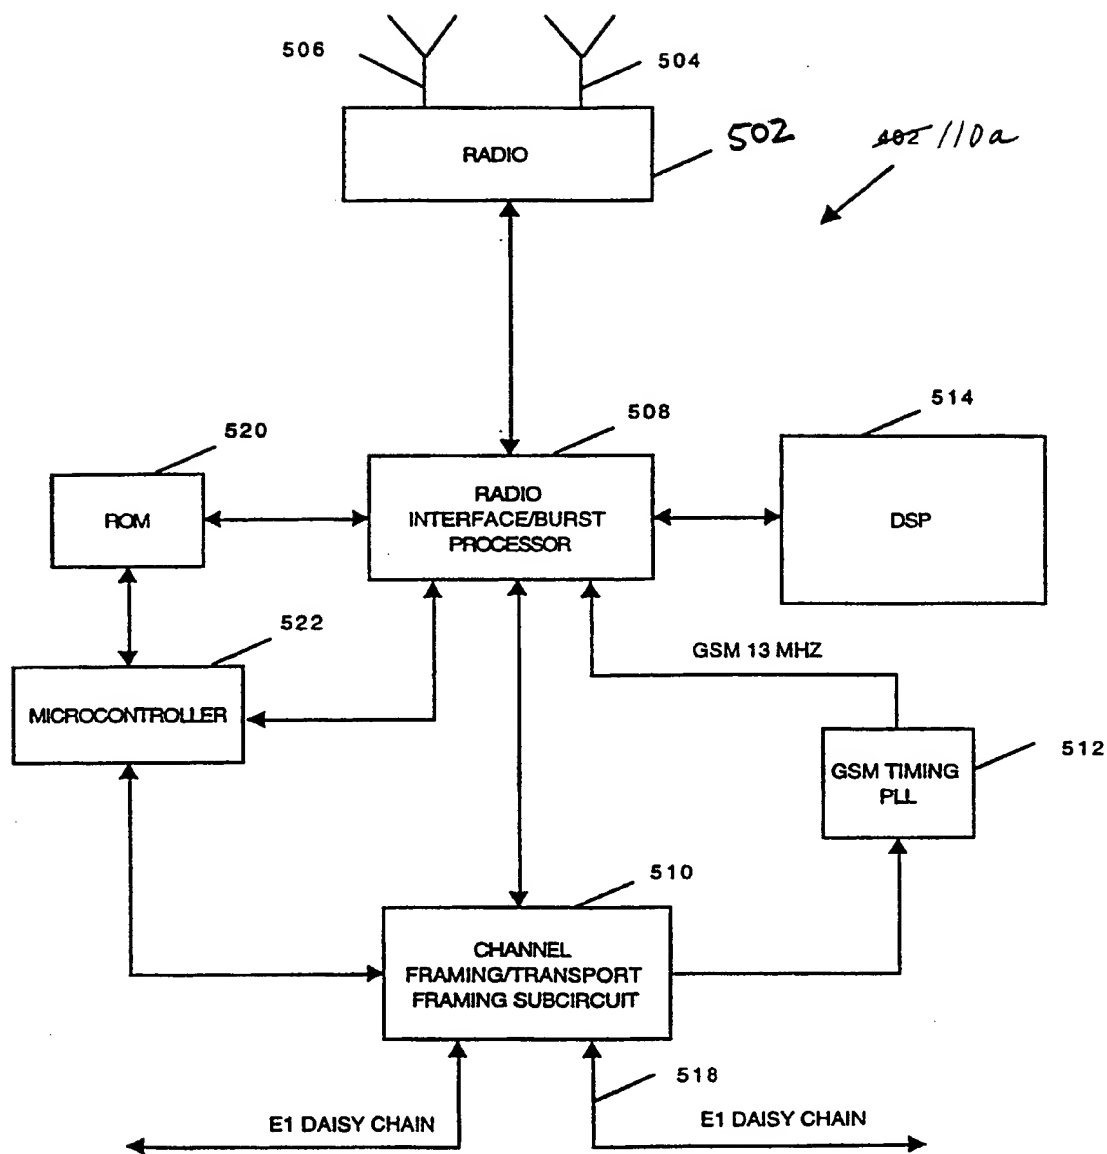 506
504
RADIO
502
402 110a
508
514
520
ROM
RADIO
INTERFACE/BURST
PROCESSOR
DSP
522
GSM 13 MHZ
MICROCONTROLLER
512
GSM TIMING
PLL
510
CHANNEL
FRAMING/TRANSPORT
FRAMING SUBCIRCUIT
518
E1 DAISY CHAIN
E1 DAISY CHAIN